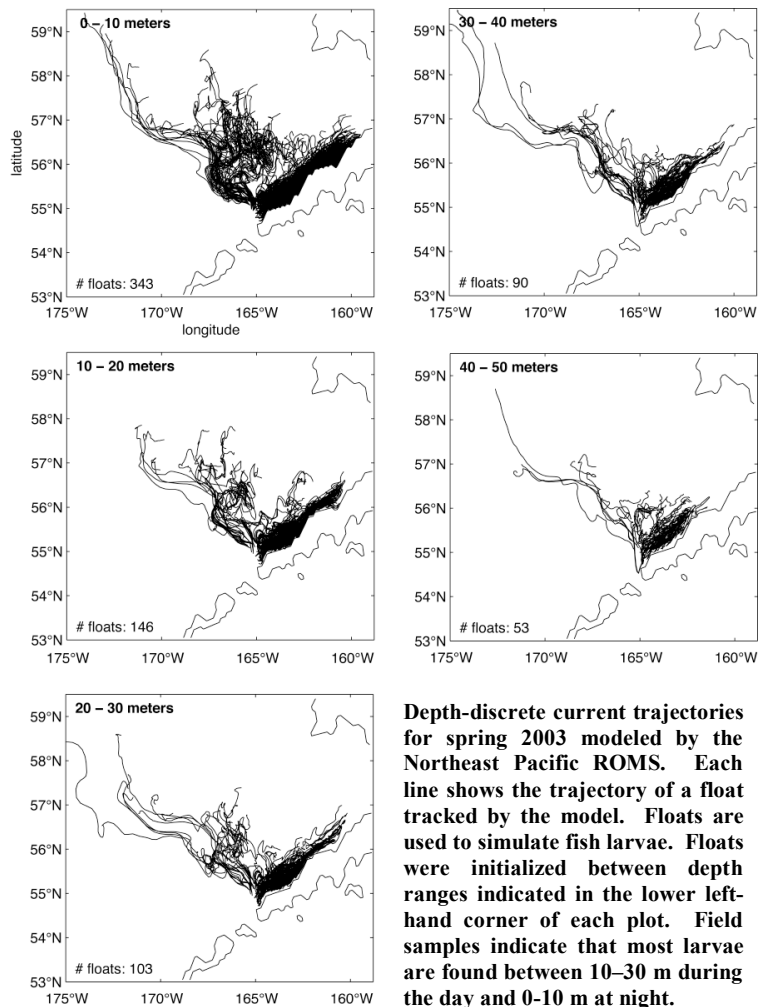 0 – 10 meters
59°N
58°N
57°N
56°N
55°N
54°N
53°N
latitude
# floats: 343
175°W 170°W 165°W 160°W
longitude
30 – 40 meters
59°N
58°N
57°N
56°N
55°N
54°N
53°N
# floats: 90
175°W 170°W 165°W 160°W
10 – 20 meters
59°N
58°N
57°N
56°N
55°N
54°N
53°N
# floats: 146
175°W 170°W 165°W 160°W
40 – 50 meters
59°N
58°N
57°N
56°N
55°N
54°N
53°N
# floats: 53
175°W 170°W 165°W 160°W
20 – 30 meters
59°N
58°N
57°N
56°N
55°N
54°N
53°N
# floats: 103
175°W 170°W 165°W 160°W
Depth-discrete current trajectories
for spring 2003 modeled by the
Northeast Pacific ROMS. Each
line shows the trajectory of a float
tracked by the model. Floats are
used to simulate fish larvae. Floats
were initialized between depth
ranges indicated in the lower left-
hand corner of each plot. Field
samples indicate that most larvae
are found between 10–30 m during
the day and 0-10 m at night.